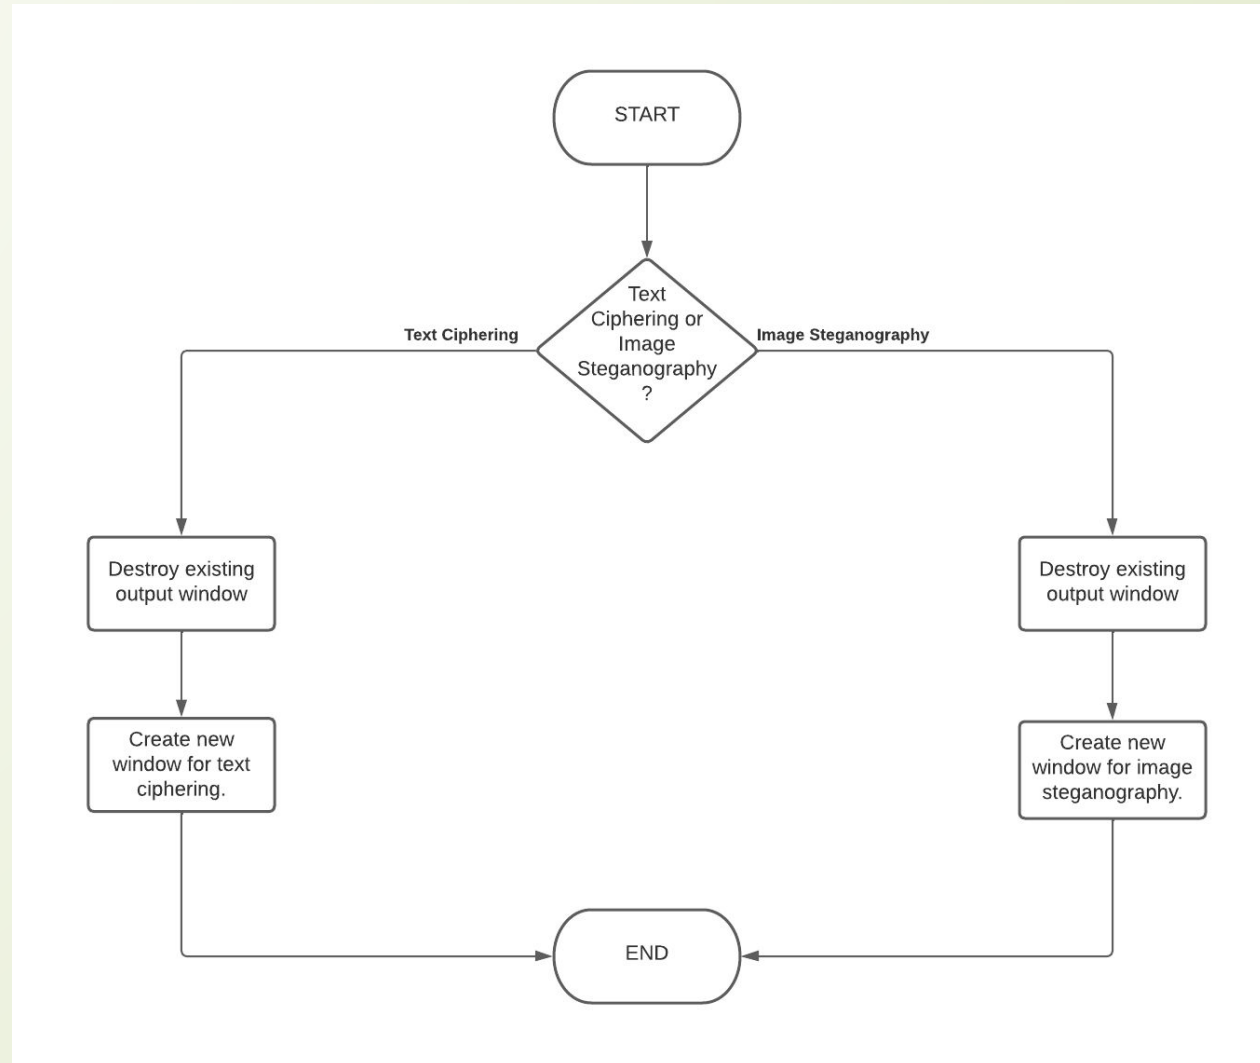 START
Text
Ciphering or
Image
Steganography
?
Text Ciphering
Image Steganography
Destroy existing
output window
Destroy existing
output window
Create new
window for text
ciphering.
Create new
window for image
steganography.
END